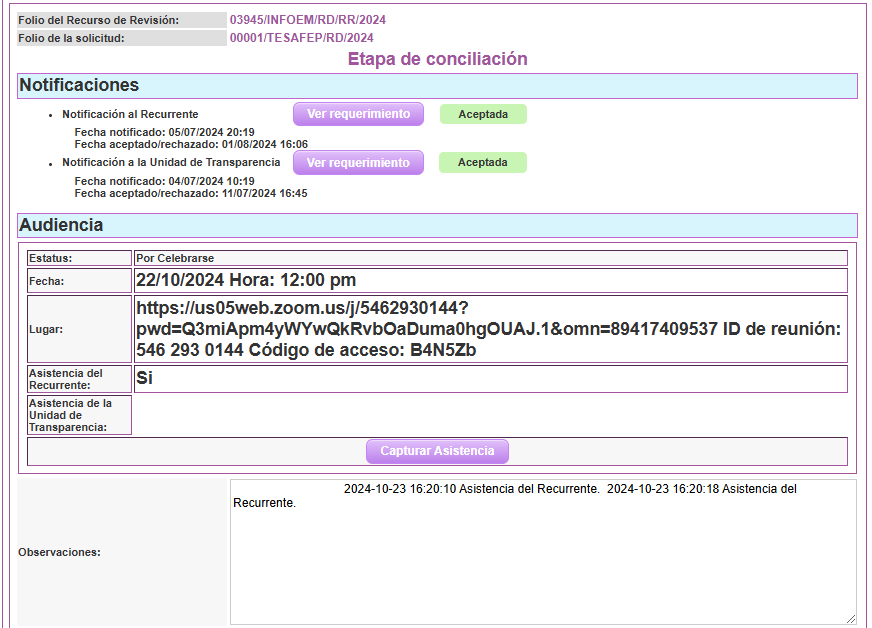 Folio del Recurso de Revisión: 03945/INFOEM/RD/RR/2024
Folio de la solicitud: 00001/TESAFEP/RD/2024
Etapa de conciliación
Notificaciones
• Notificación al Recurrente Ver requerimiento Aceptada
Fecha notificado: 05/07/2024 20:19
Fecha aceptado/rechazado: 01/08/2024 16:06
• Notificación a la Unidad de Transparencia Ver requerimiento Aceptada
Fecha notificado: 04/07/2024 10:19
Fecha aceptado/rechazado: 11/07/2024 16:45
Audiencia
Estatus: Por Celebrarse
Fecha: 22/10/2024 Hora: 12:00 pm
Lugar: https://us05web.zoom.us/j/5462930144?
pwd=Q3miApm4yWYwQkRvbOaDuma0hgOUAJ.1&omn=89417409537 ID de reunión:
546 293 0144 Código de acceso: B4N5Zb
Asistencia del
Recurrente: Si
Asistencia de la
Unidad de
Transparencia:
Capturar Asistencia
Observaciones: 2024-10-23 16:20:10 Asistencia del Recurrente. 2024-10-23 16:20:18 Asistencia del
Recurrente.